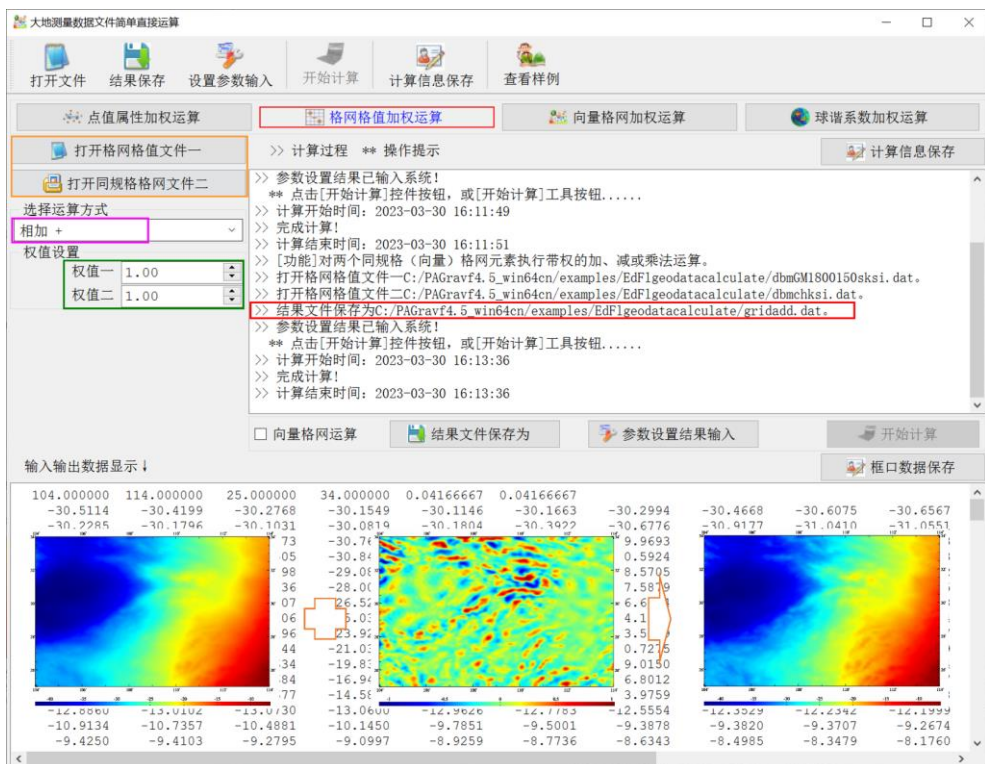 大地测量数据文件简单直接运算
打开文件 结果保存 设置参数输入 开始计算 计算信息保存 查看样例
点值属性加权运算 格网格值加权运算 向量格网加权运算 球谐系数加权运算
打开格网格值文件一
打开同规格格网文件二
选择运算方式
相加 +
权值设置
权值一 1.00
权值二 1.00
>> 计算过程 ** 操作提示 计算信息保存
>> 参数设置结果已输入系统!
** 点击[开始计算]控件按钮，或[开始计算]工具按钮......
>> 计算开始时间：2023-03-30 16:11:49
>> 完成计算!
>> 计算结束时间：2023-03-30 16:11:51
>> [功能]对两个同规格（向量）格网元素执行带权的加、减或乘法运算。
>> 打开格网格值文件一C:/PAGravf4.5_win64cn/examples/EdFlgeodatacalculate/dbmGM1800150sksi.dat。
>> 打开格网格值文件二C:/PAGravf4.5_win64cn/examples/EdFlgeodatacalculate/dbmchksi.dat。
>> 结果文件保存为C:/PAGravf4.5_win64cn/examples/EdFlgeodatacalculate/gridadd.dat。
>> 参数设置结果已输入系统!
** 点击[开始计算]控件按钮，或[开始计算]工具按钮......
>> 计算开始时间：2023-03-30 16:13:36
>> 完成计算!
>> 计算结束时间：2023-03-30 16:13:36
向量格网运算 结果文件保存为 参数设置结果输入 开始计算
输入输出数据显示↓ 框口数据保存
104.000000 114.000000 25.000000 34.000000 0.04166667 0.04166667
-30.5114 -30.4199 -30.2768 -30.1549 -30.1146 -30.1663 -30.2994 -30.4668 -30.6075 -30.6567
-30.2285 -30.1796 -30.1031 -30.0819 -30.1804 -30.3922 -30.6776 -30.9177 -31.0410 -31.0551
-10.9134 -10.7357 -10.4881 -10.1450 -9.7851 -9.5001 -9.3878 -9.3820 -9.3707 -9.2674
-9.4250 -9.4103 -9.2795 -9.0997 -8.9259 -8.7736 -8.6343 -8.4985 -8.3479 -8.1760